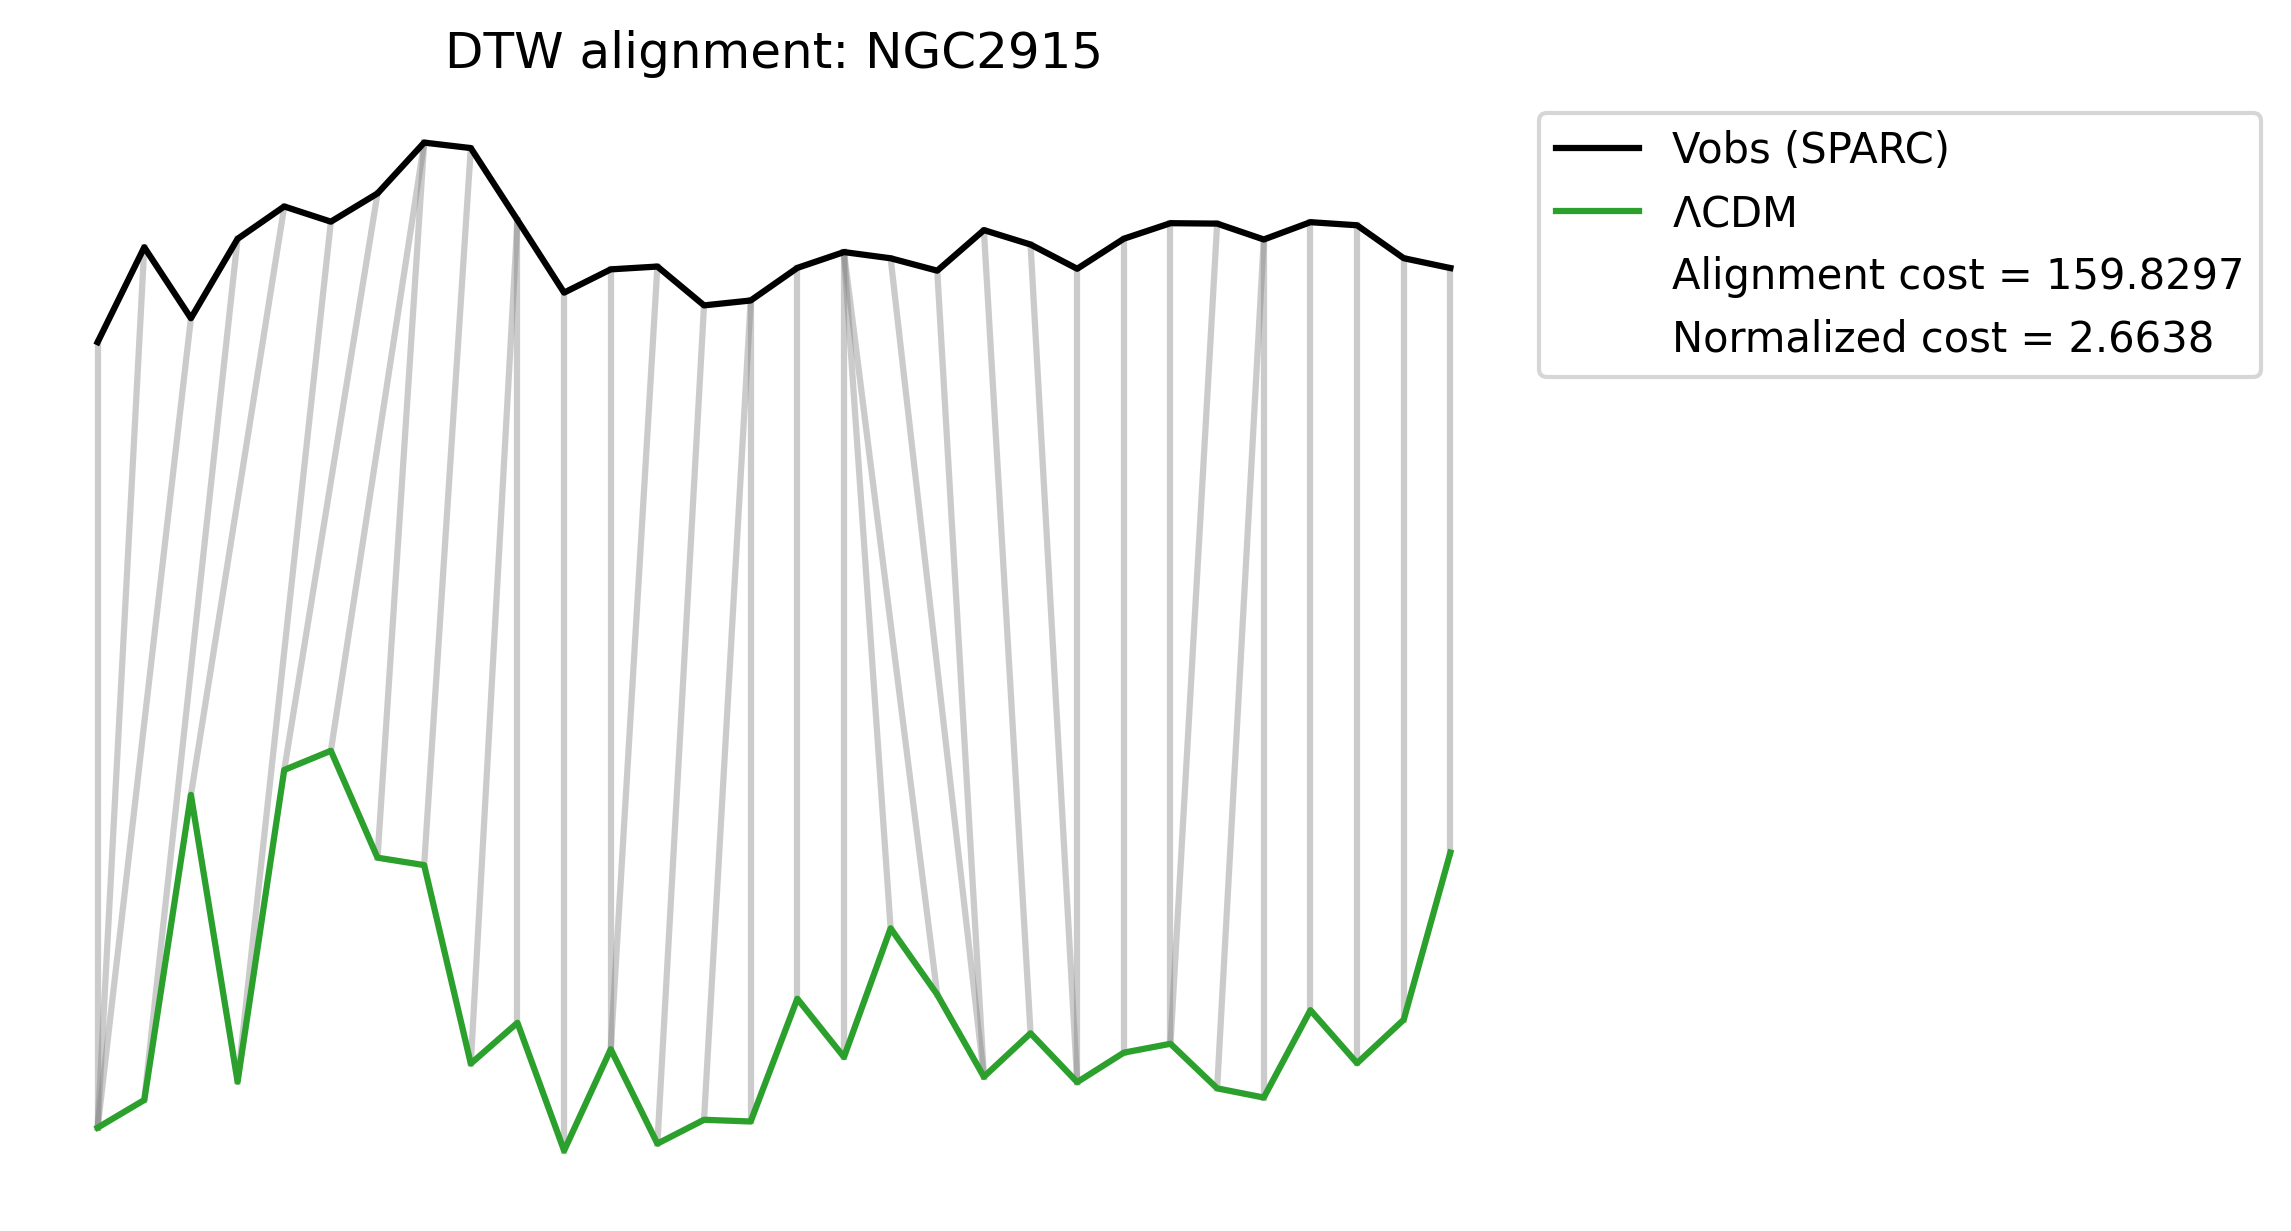 DTW alignment: NGC2915
Vobs (SPARC)
ΛCDM
Alignment cost = 159.8297
Normalized cost = 2.6638